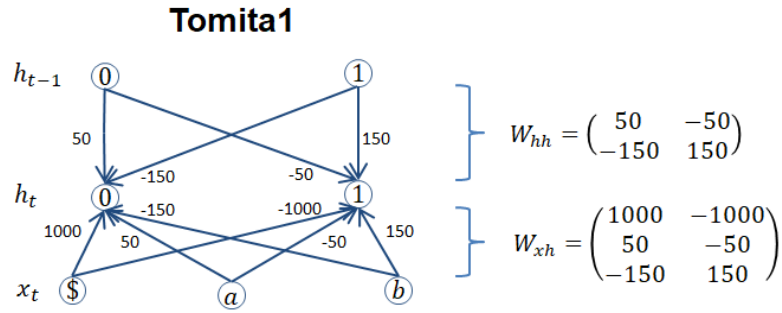 Tomita1
h_{t-1} 0 1
50 150
-150 -50
W_{hh} = ( 50 -50
-150 150 )
h_t 0 1
-150 -1000
1000 50 -50 150
W_{xh} = ( 1000 -1000
50 -50
-150 150 )
x_t $ a b